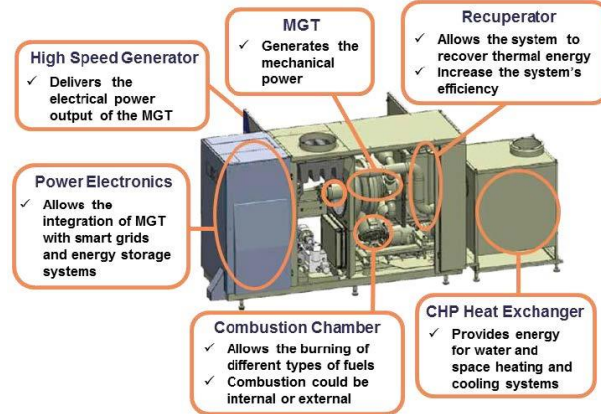 MGT
✓ Generates the
mechanical
power
Recuperator
✓ Allows the system to
recover thermal energy
✓ Increase the system's
efficiency
High Speed Generator
✓ Delivers the
electrical power
output of the MGT
Power Electronics
✓ Allows the
integration of MGT
with smart grids
and energy storage
systems
Combustion Chamber
✓ Allows the burning of
different types of fuels
✓ Combustion could be
internal or external
CHP Heat Exchanger
✓ Provides energy
for water and
space heating and
cooling systems